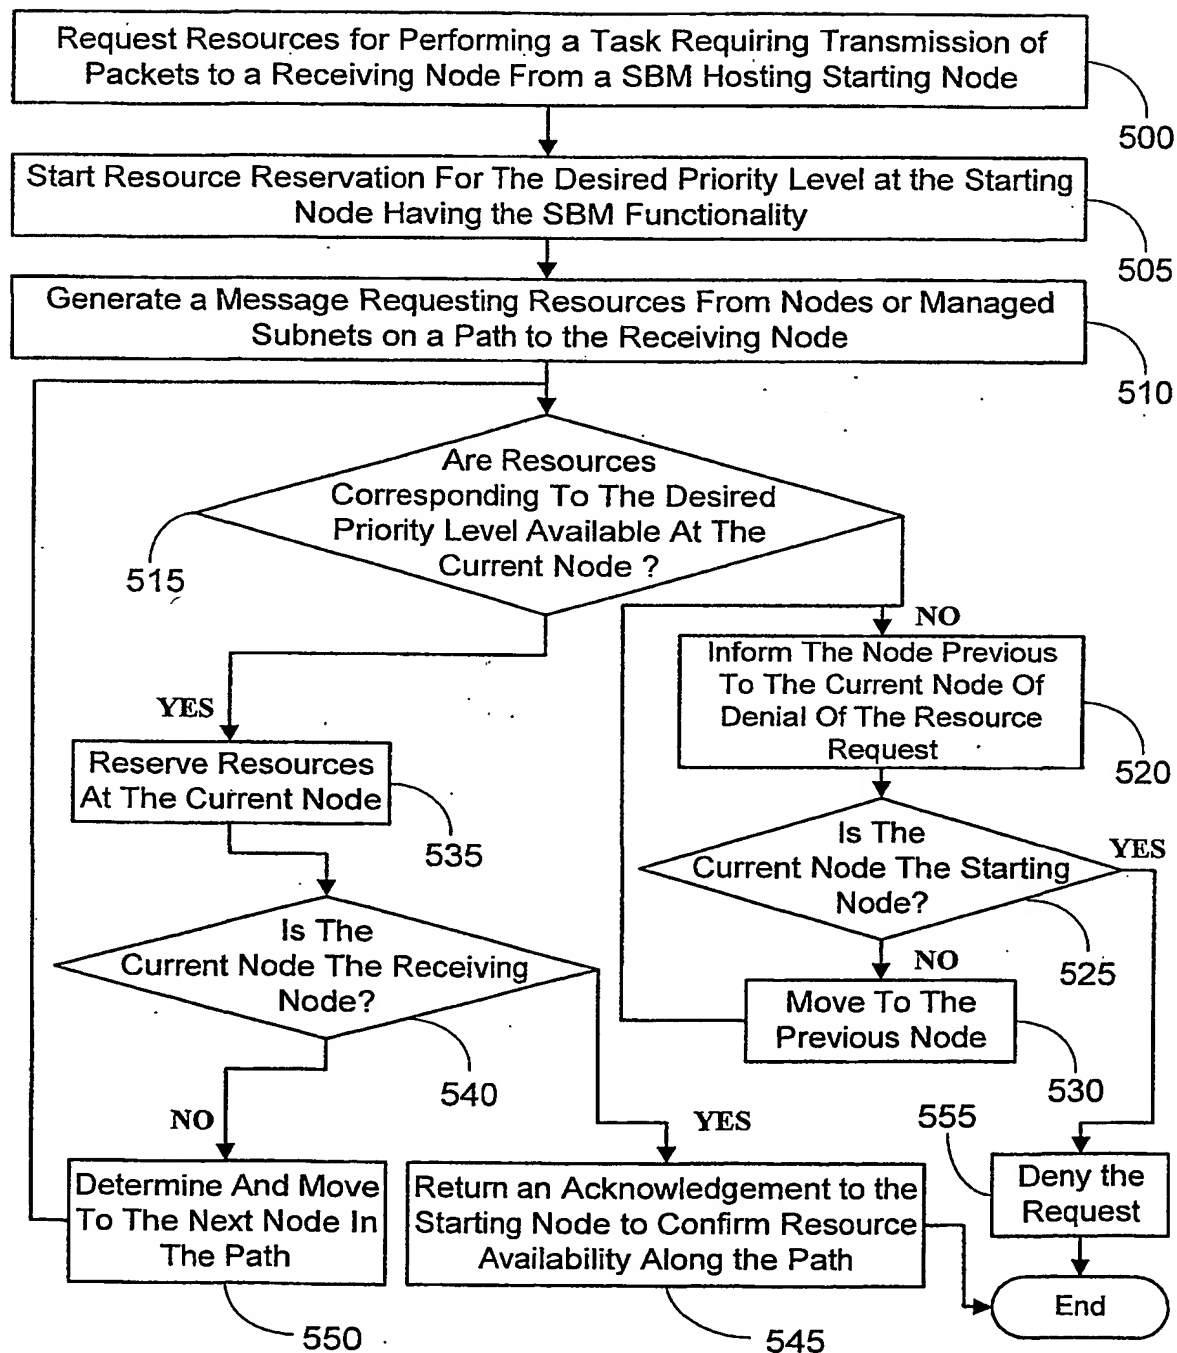 Request Resources for Performing a Task Requiring Transmission of
Packets to a Receiving Node From a SBM Hosting Starting Node
500
Start Resource Reservation For The Desired Priority Level at the Starting
Node Having the SBM Functionality
505
Generate a Message Requesting Resources From Nodes or Managed
Subnets on a Path to the Receiving Node
510
Are Resources
Corresponding To The Desired
Priority Level Available At The
Current Node ?
515
NO
Inform The Node Previous
To The Current Node Of
Denial Of The Resource
Request
520
YES
Reserve Resources
At The Current Node
535
Is The
Current Node The Starting
Node?
YES
525
Is The
Current Node The Receiving
Node?
540
NO
Move To The
Previous Node
530
NO
YES
555
Determine And Move
To The Next Node In
The Path
550
Return an Acknowledgement to the
Starting Node to Confirm Resource
Availability Along the Path
545
Deny the
Request
End